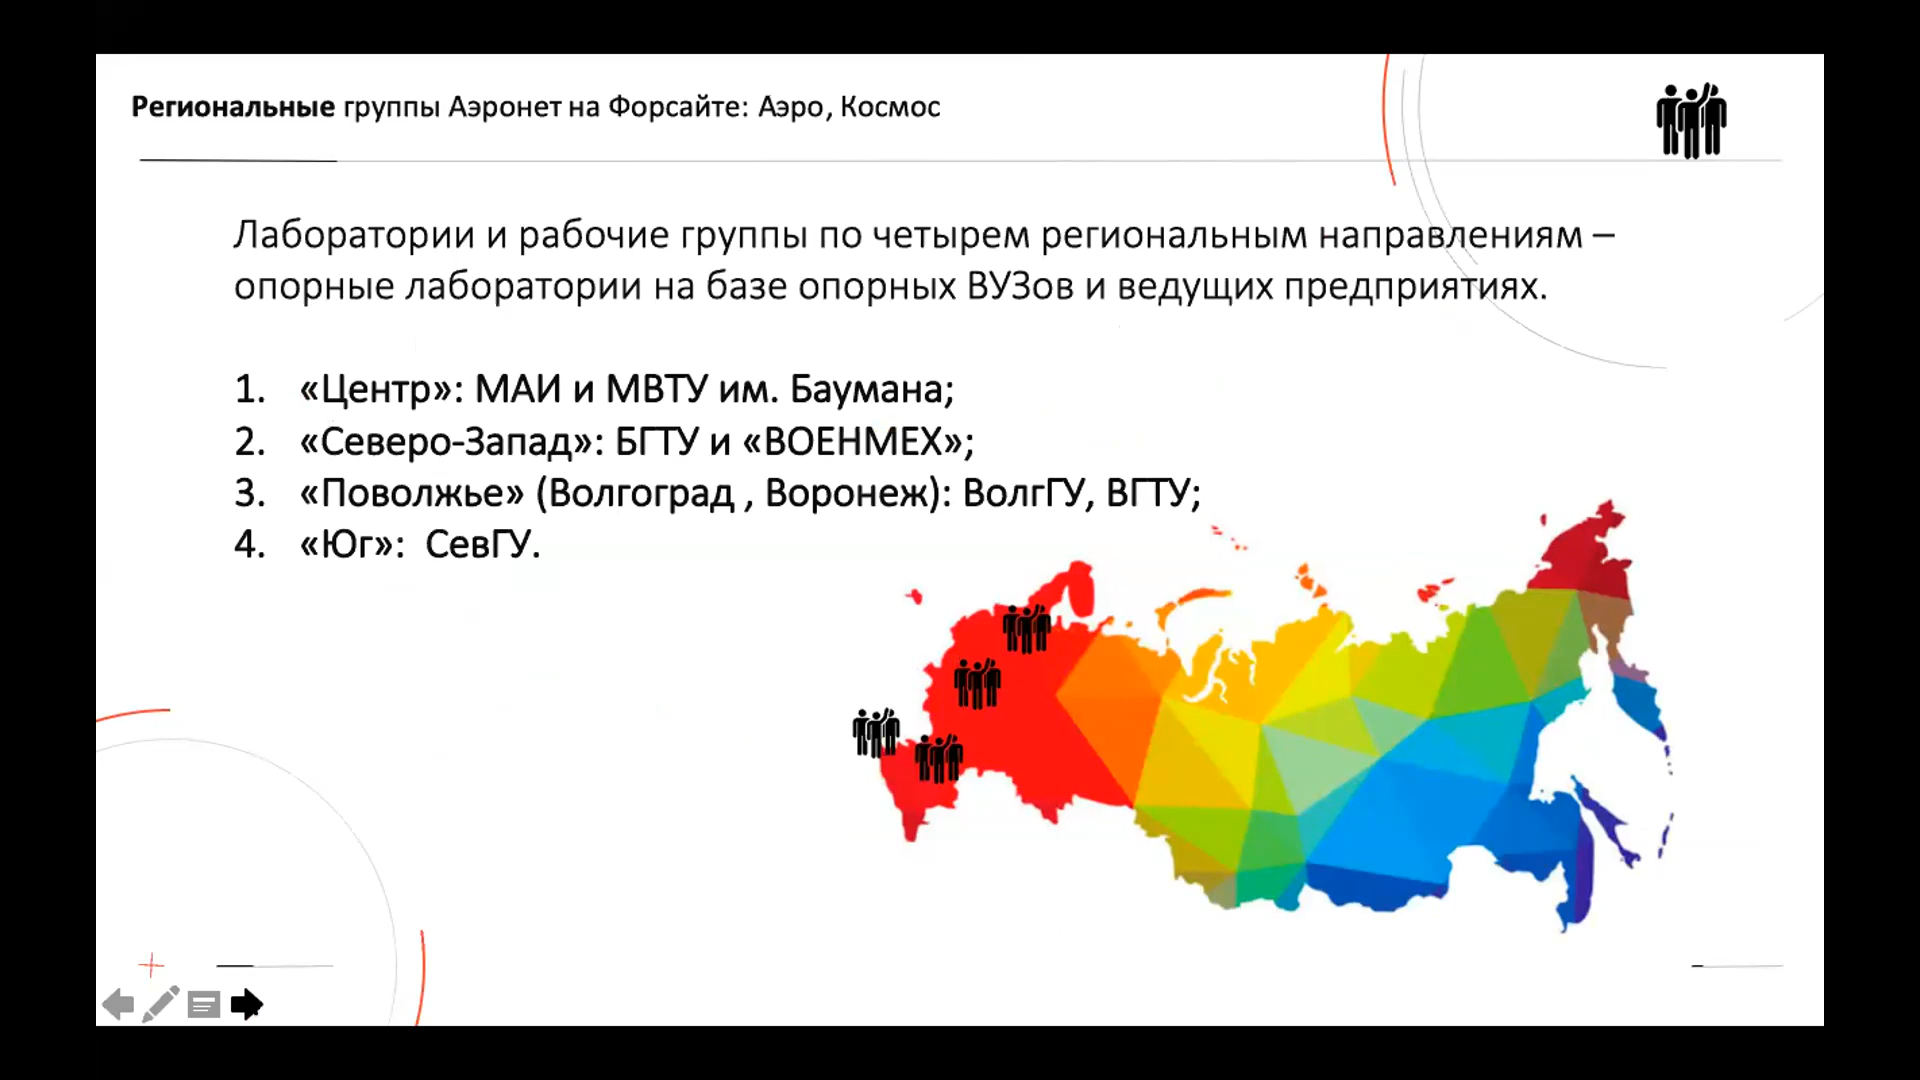 Региональные группы Аэронет на Форсайте: Аэро, Космос
Лаборатории и рабочие группы по четырем региональным направлениям –
опорные лаборатории на базе опорных ВУЗов и ведущих предприятиях.
1. «Центр»: МАИ и МВТУ им. Баумана;
2. «Северо-Запад»: БГТУ и «ВОЕНМЕХ»;
3. «Поволжье» (Волгоград , Воронеж): ВолгГУ, ВГТУ;
4. «Юг»: СевГУ.